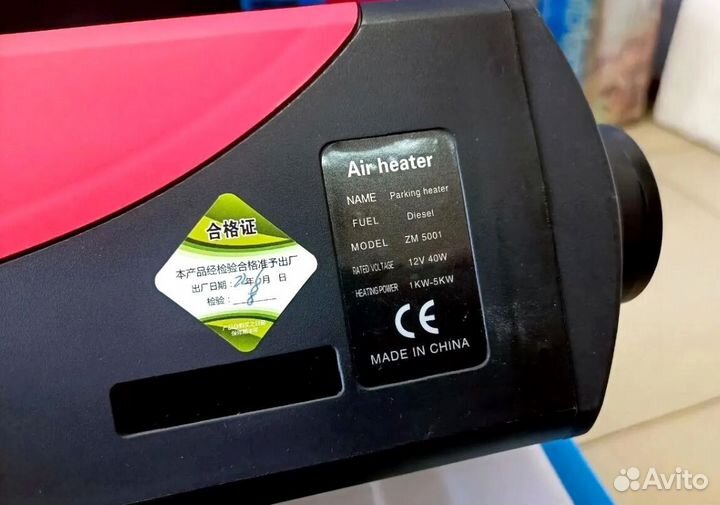 合格证
本产品经检验合格准予出厂
出厂日期: 年 月 日
检验: 8
Air heater
NAME Parking heater
FUEL Diesel
MODEL ZM 5001
RATED VOLTAGE 12V 40W
HEATING POWER 1KW-5KW
CE
MADE IN CHINA
Avito